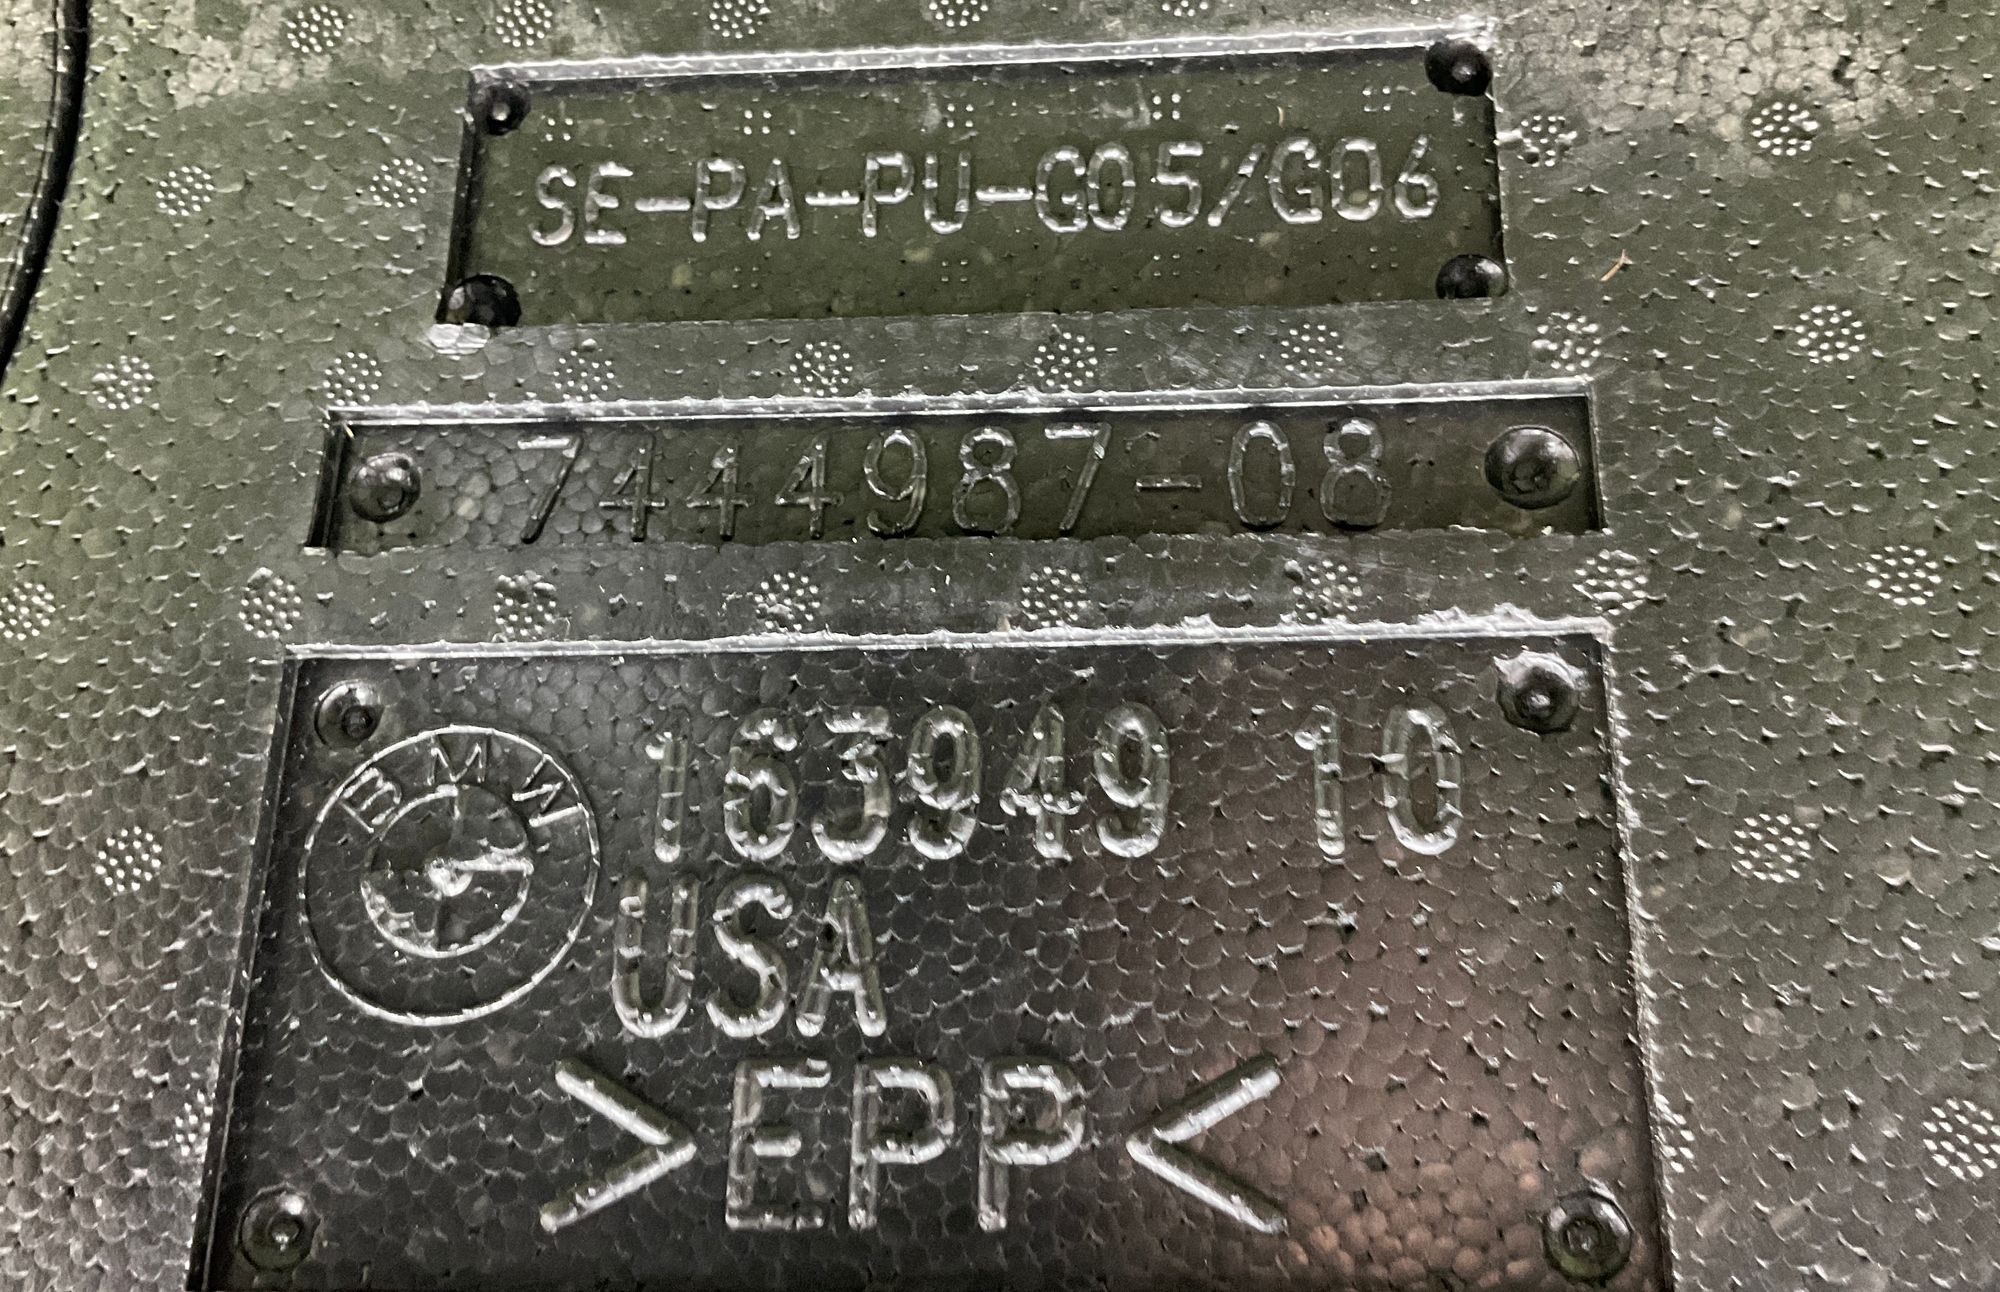 SE-PA-PU-G05/G06
7444987-08
BMW
163949 10
USA
>EPP<